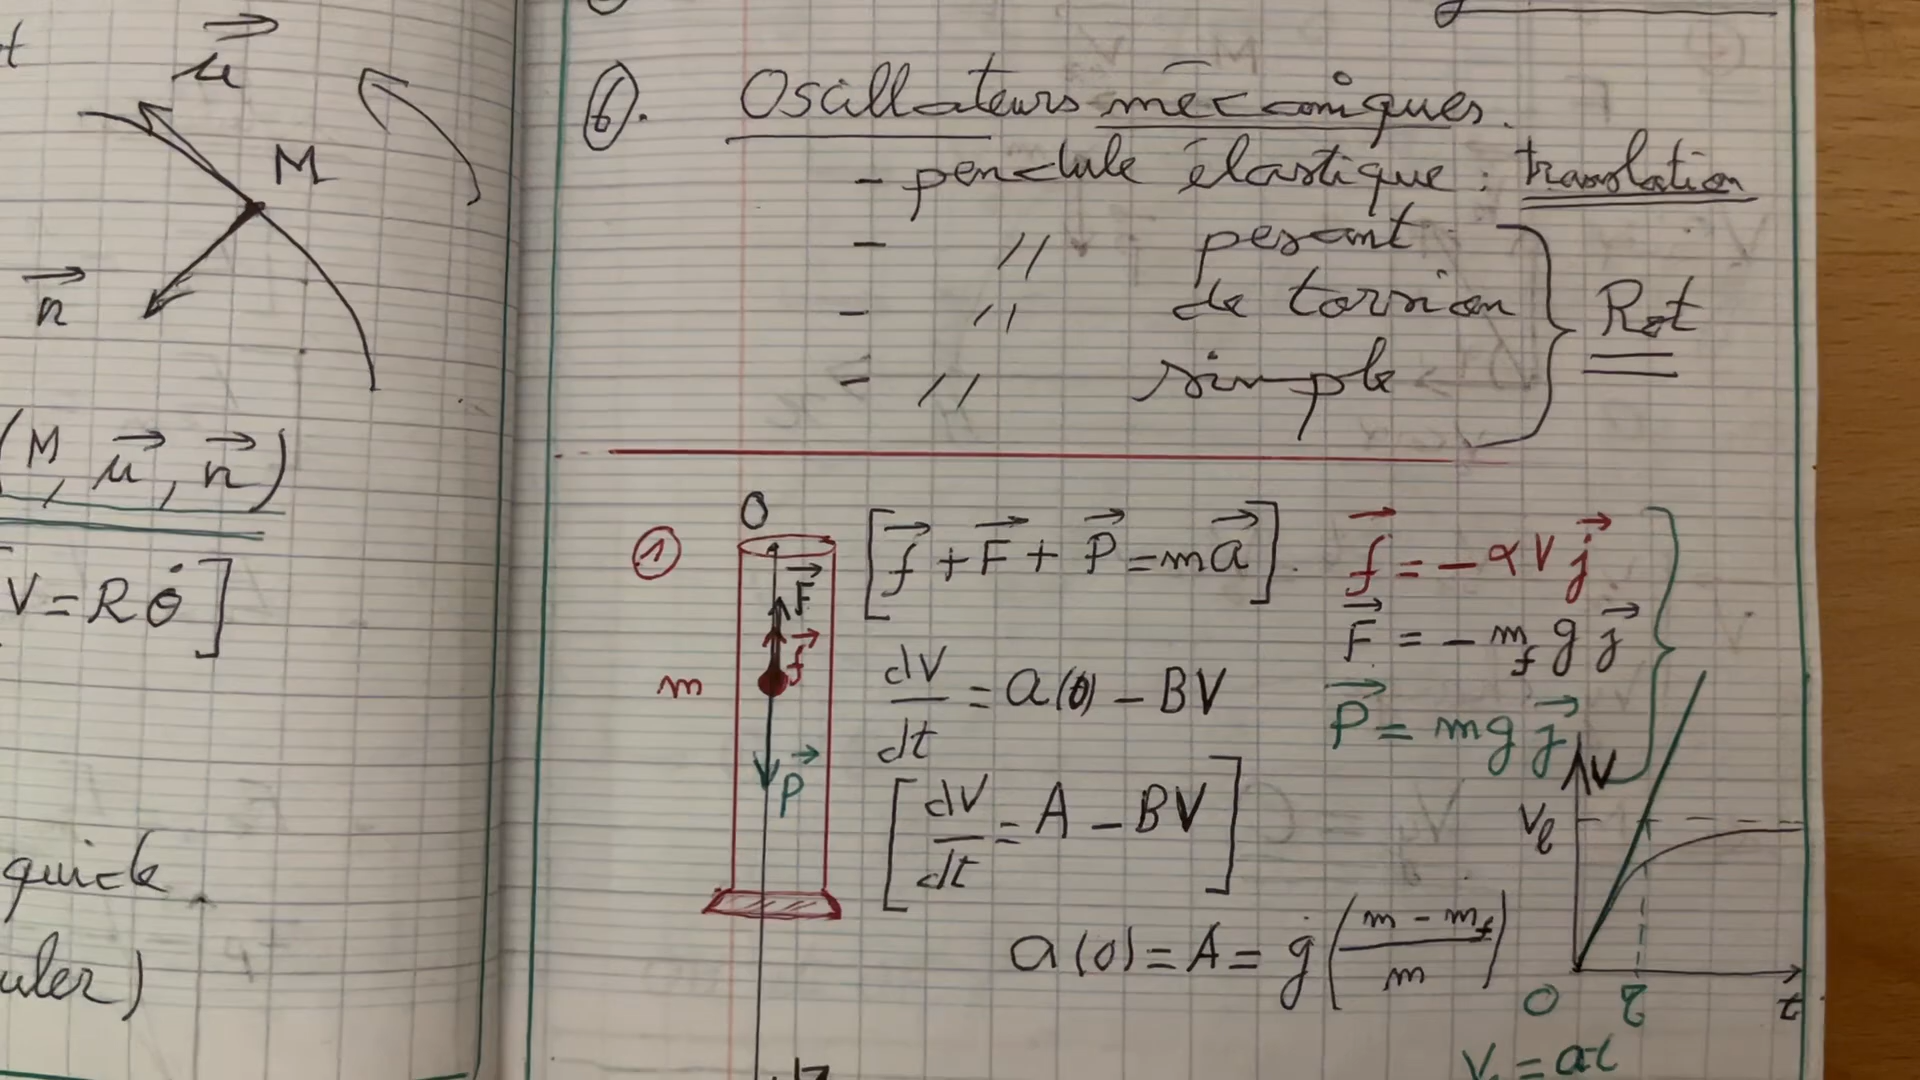 t
u
M
n
(M, u, n)
V = Rθ̇ ]
quick
uler)
⑥. Oscillateurs mécaniques.
- pendule élastique : translation
- // pesant
- // de torsion
- // simple
Rot
①
O
F
f
m
P
[ f + F + P = ma ].
dV/dt = a(0) - BV
[ dV/dt = A - BV ]
a(0) = A = g ( (m - m_f) / m )
f = - αV j
F = - m_f g j
P = mg j
V
V_l
O
τ
t